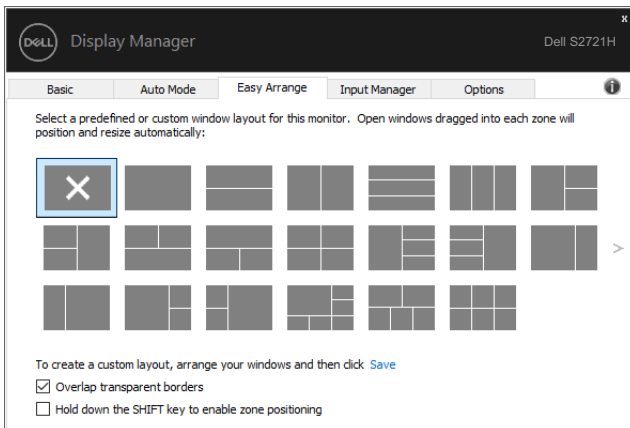 x
DELL Display Manager Dell S2721H
Basic Auto Mode Easy Arrange Input Manager Options i
Select a predefined or custom window layout for this monitor. Open windows dragged into each zone will
position and resize automatically:
>
To create a custom layout, arrange your windows and then click Save
Overlap transparent borders
Hold down the SHIFT key to enable zone positioning